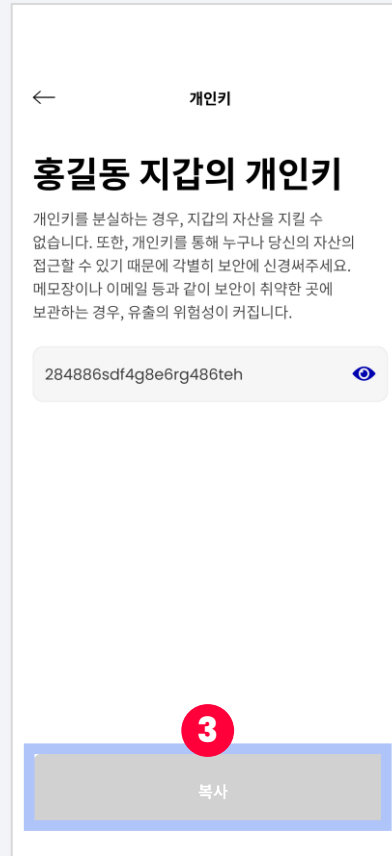 개인키
홍길동 지갑의 개인키
개인키를 분실하는 경우, 지갑의 자산을 지킬 수
없습니다. 또한, 개인키를 통해 누구나 당신의 자산의
접근할 수 있기 때문에 각별히 보안에 신경써주세요.
메모장이나 이메일 등과 같이 보안이 취약한 곳에
보관하는 경우, 유출의 위험성이 커집니다.
284886sdf4g8e6rg486teh
3
복사